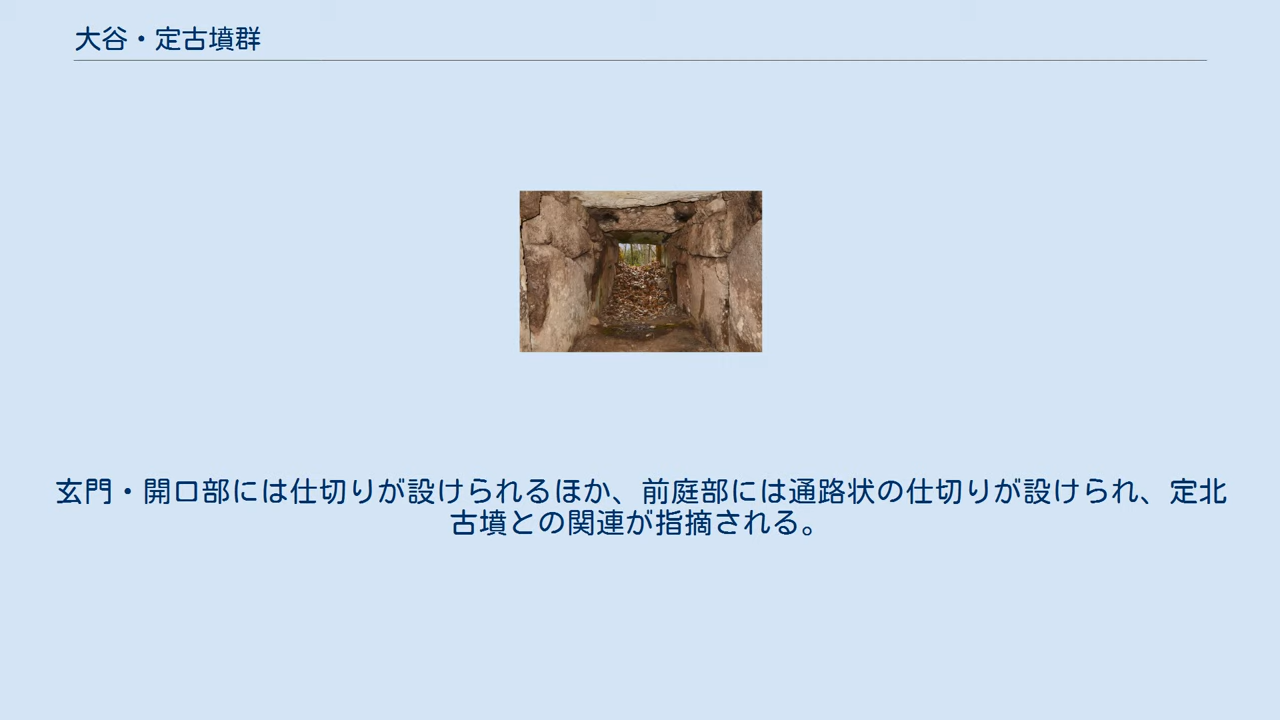 大谷・定古墳群
玄門・開口部には仕切りが設けられるほか、前庭部には通路状の仕切りが設けられ、定北
古墳との関連が指摘される。